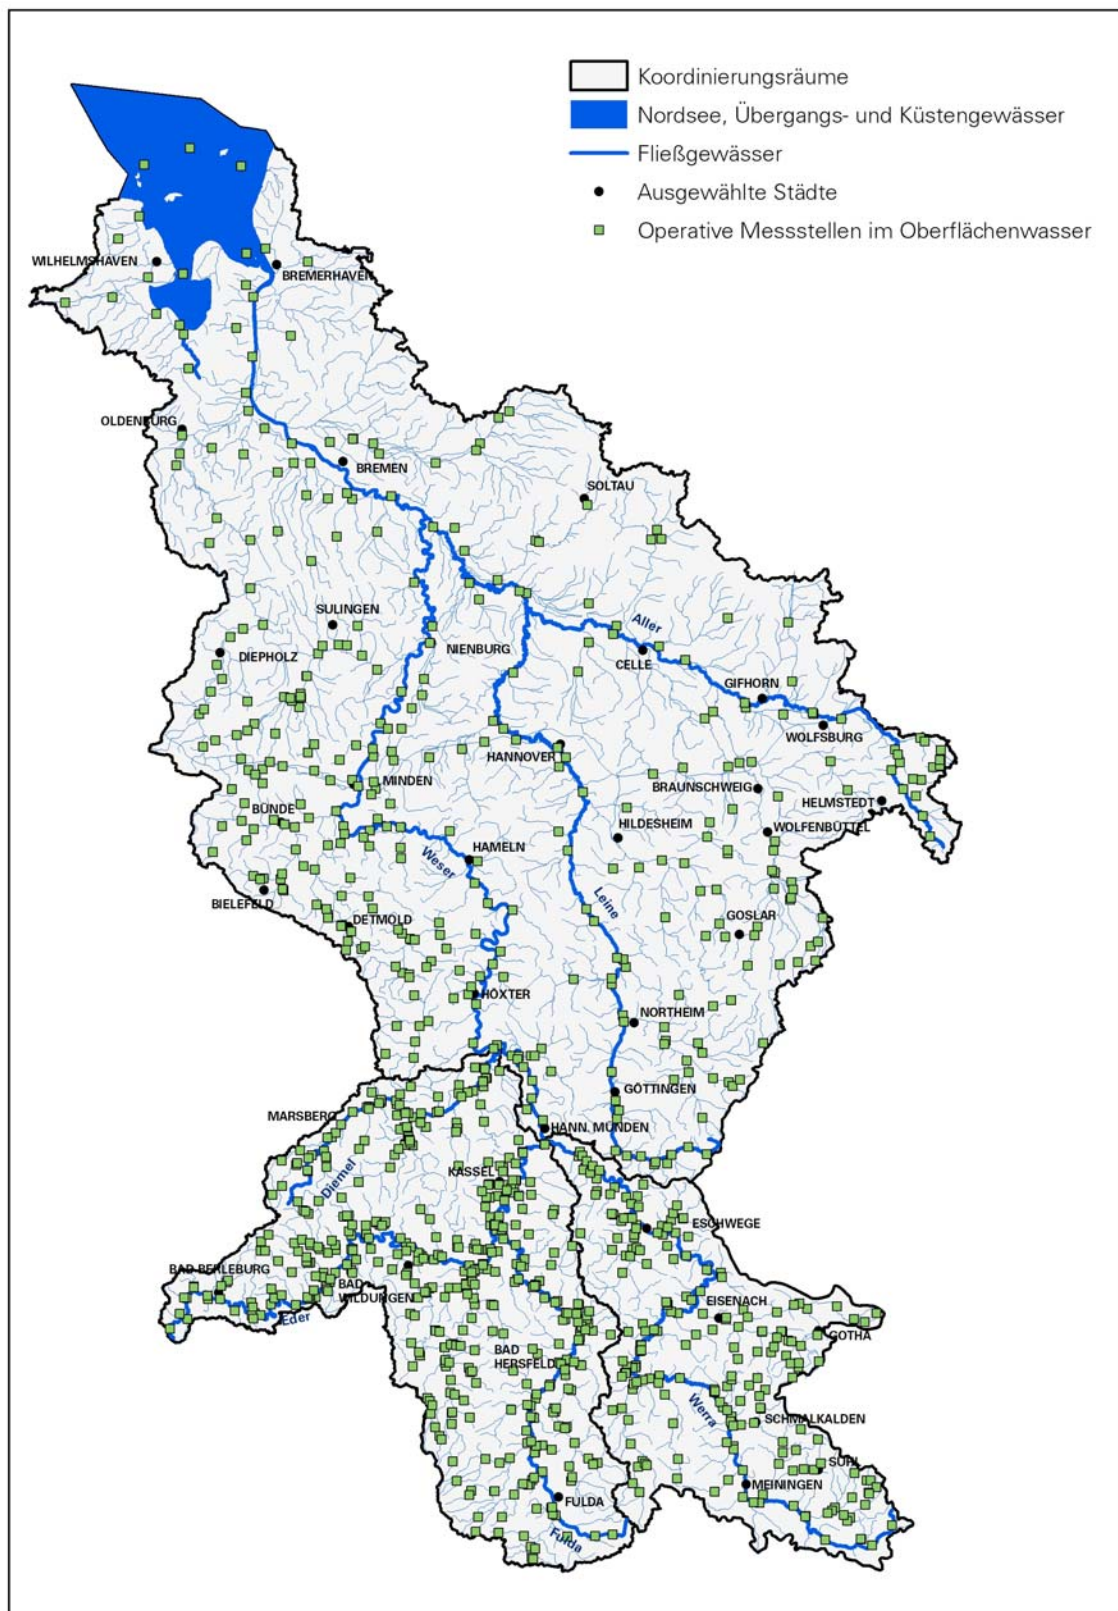 Koordinierungsräume
Nordsee, Übergangs- und Küstengewässer
Fließgewässer
Ausgewählte Städte
Operative Messstellen im Oberflächenwasser
WILHELMSHAVEN
BREMERHAVEN
OLDENBURG
BREMEN
SOLTAU
SULINGEN
Aller
NIENBURG
DIEPHOLZ
CELLE
GIFHORN
WOLFSBURG
HANNOVER
MINDEN
BRAUNSCHWEIG
HELMSTEDT
BÜNDE
HILDESHEIM
WOLFENBÜTTEL
HAMELN
Weser
BIELEFELD
Leine
DETMOLD
GOSLAR
HÖXTER
NORTHEIM
GÖTTINGEN
MARSBERG
HANN. MÜNDEN
KASSEL
Diemel
ESCHWEGE
BAD BERLEBURG
BAD
WILDUNGEN
Eder
EISENACH
GOTHA
BAD
HERSFELD
Werra
SCHMALKALDEN
SUHL
MEININGEN
FULDA
Fulda